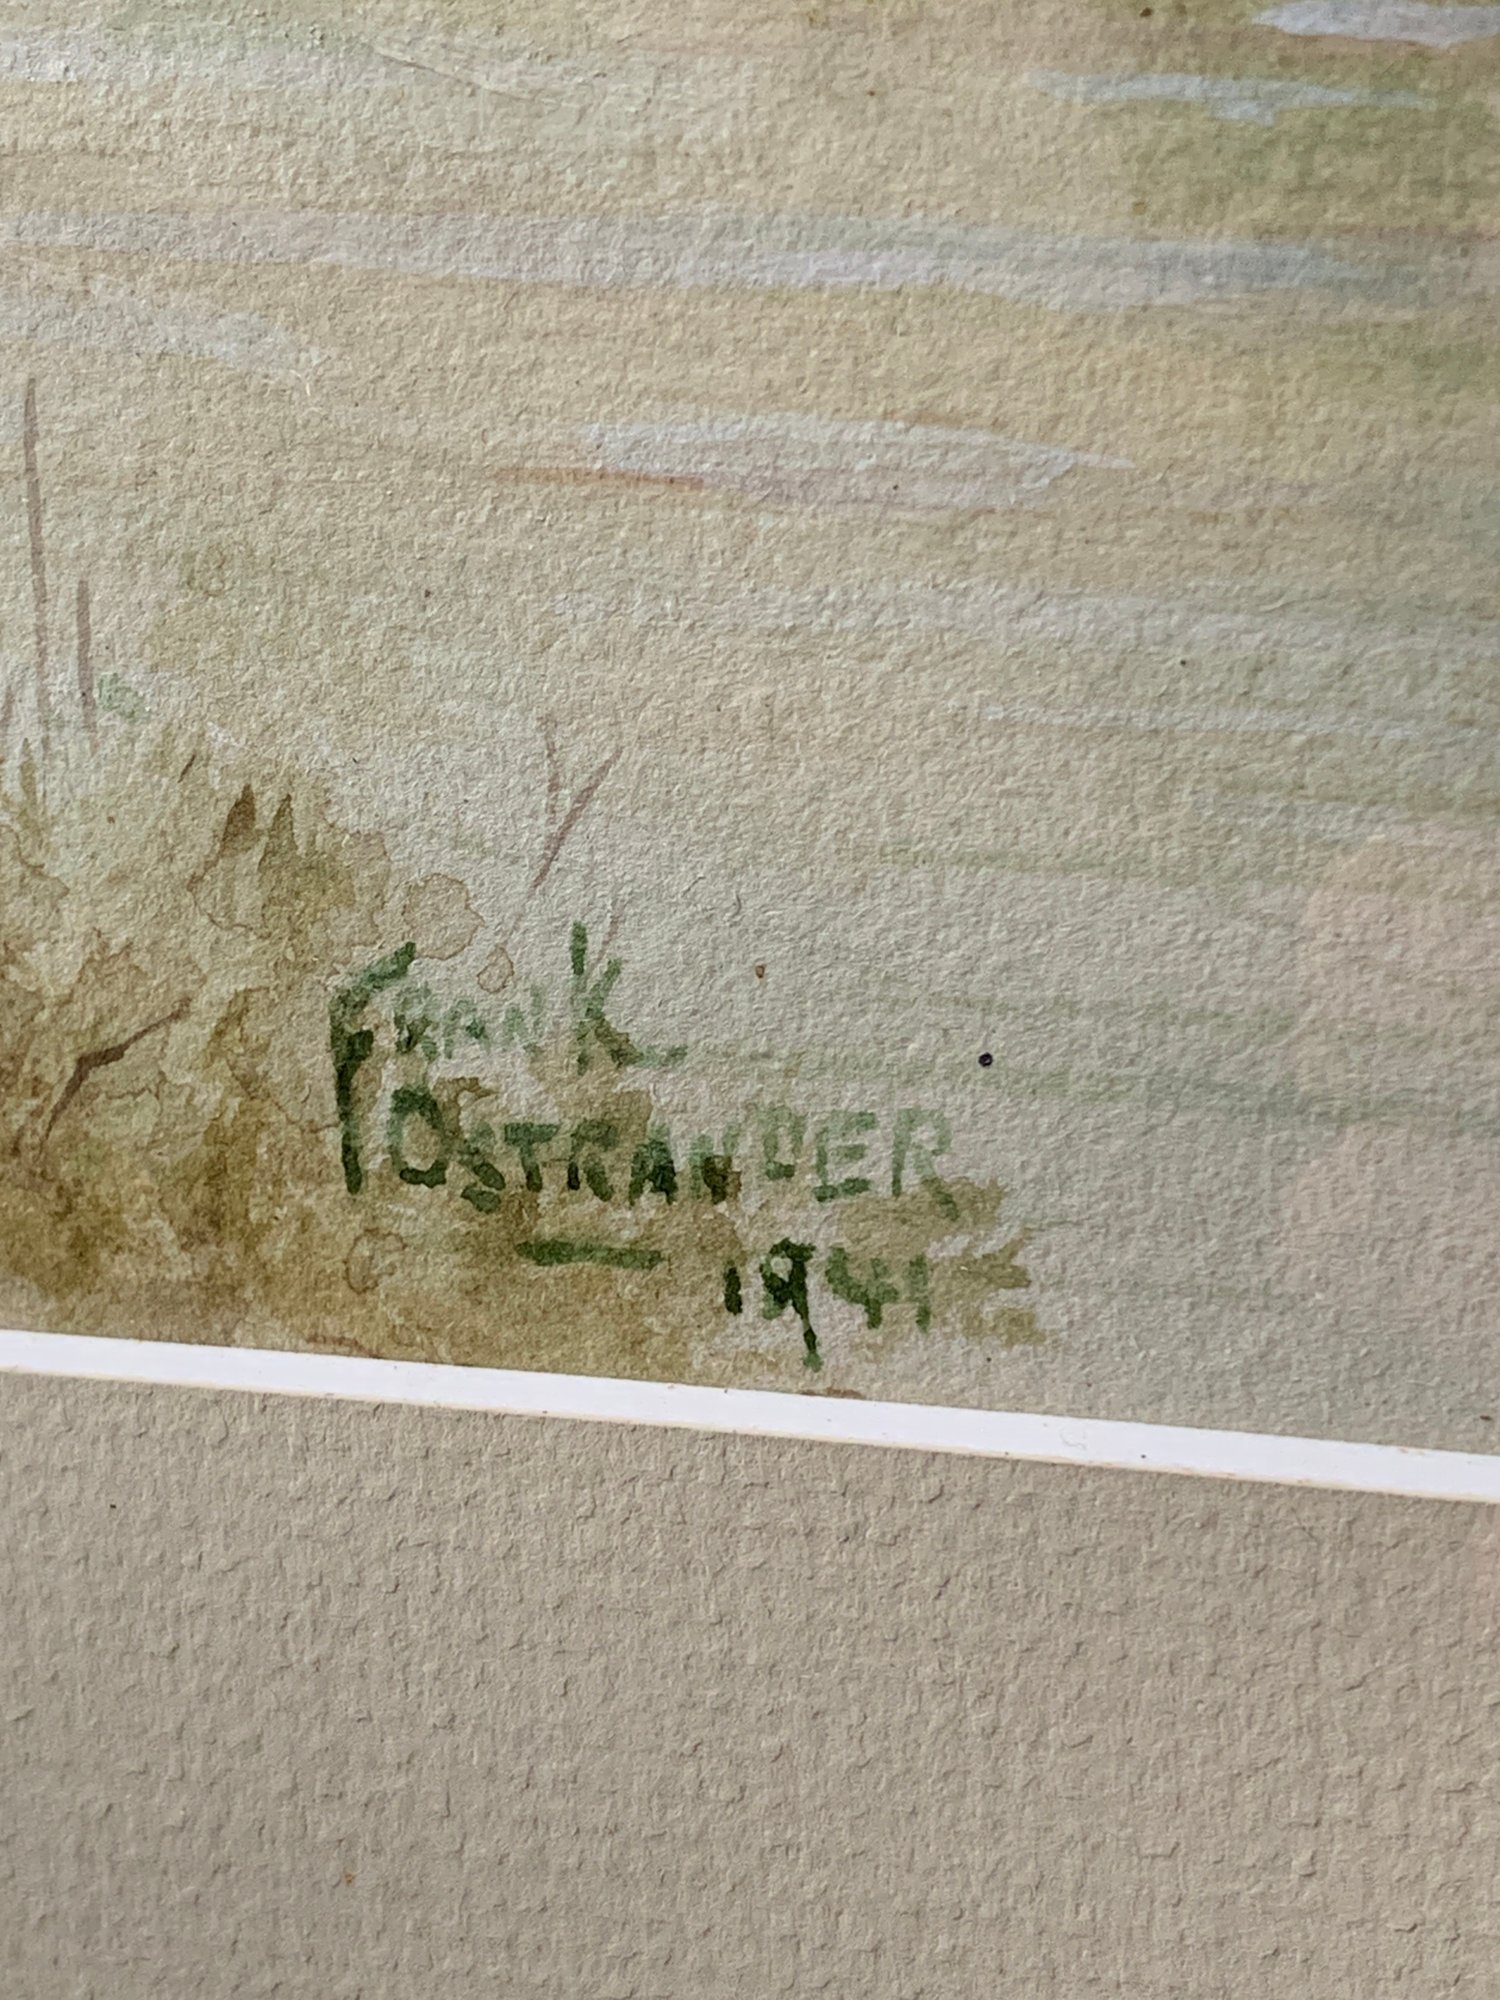 FRANK
OSTRANDER
— 1941